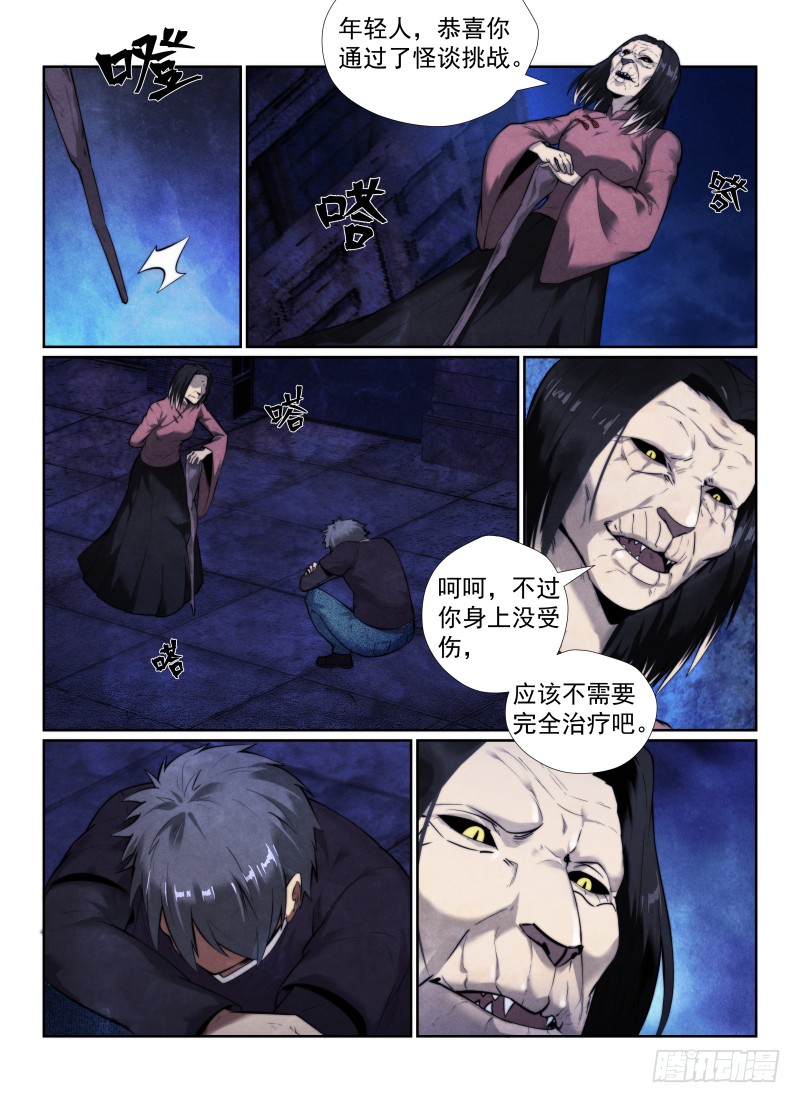 噔
年轻人，恭喜你
通过了怪谈挑战。
嗒
嗒
嗒
嗒
呵呵，不过
你身上没受
伤，
应该不需要
完全治疗吧。
腾讯动漫